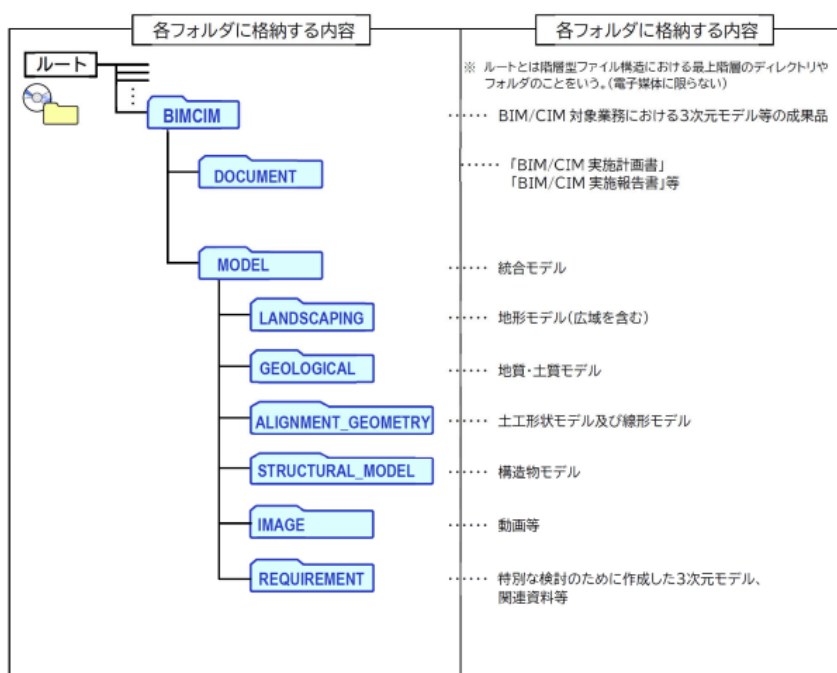 各フォルダに格納する内容
各フォルダに格納する内容
ルート
※ ルートとは階層型ファイル構造における最上階層のディレクトリや
フォルダのことをいう。(電子媒体に限らない)
BIMCIM
…… BIM/CIM 対象業務における3次元モデル等の成果品
DOCUMENT
…… 「BIM/CIM 実施計画書」
「BIM/CIM 実施報告書」等
MODEL
…… 統合モデル
LANDSCAPING
…… 地形モデル(広域を含む)
GEOLOGICAL
…… 地質・土質モデル
ALIGNMENT_GEOMETRY
…… 土工形状モデル及び線形モデル
STRUCTURAL_MODEL
…… 構造物モデル
IMAGE
…… 動画等
REQUIREMENT
…… 特別な検討のために作成した3次元モデル、
関連資料等